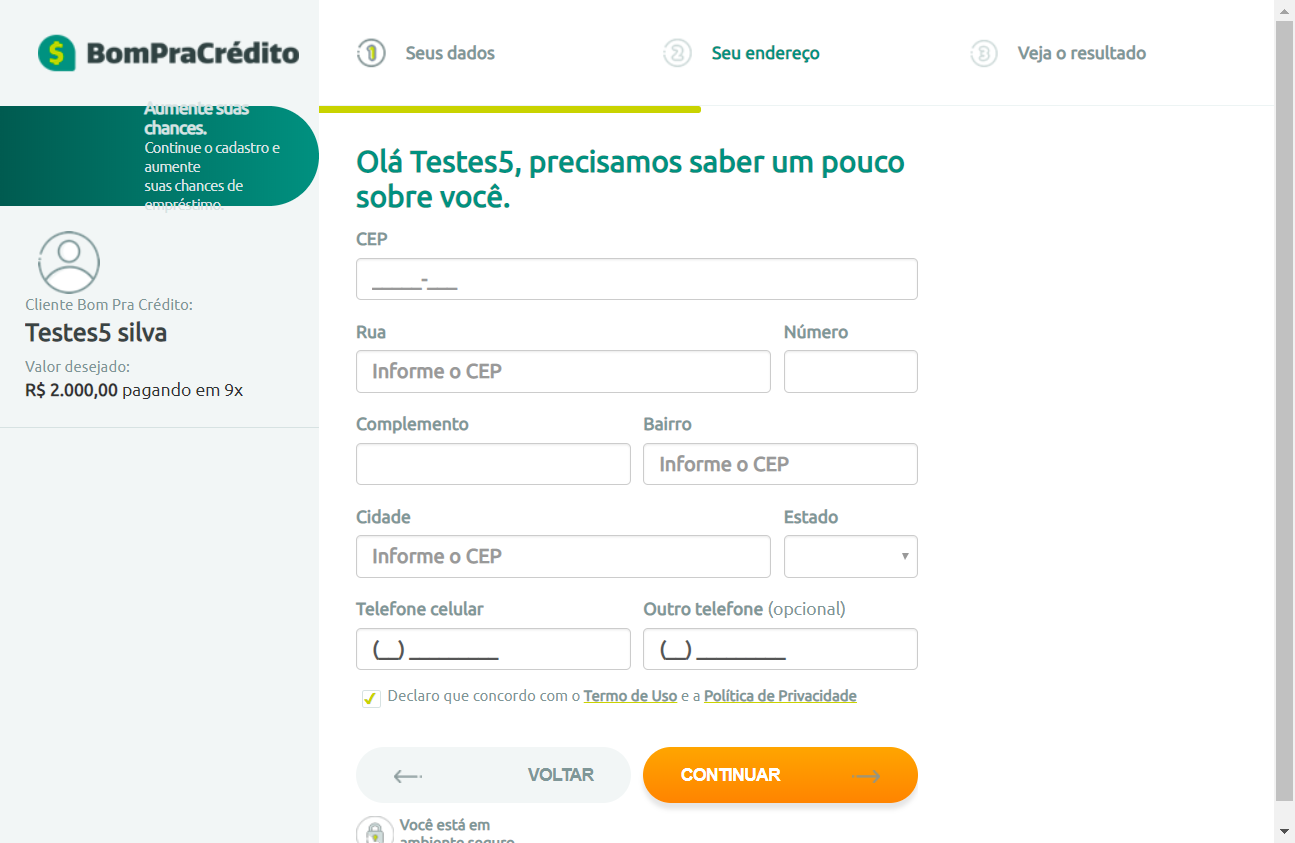 BomPraCrédito
1 Seus dados
2 Seu endereço
3 Veja o resultado
Aumente suas
chances.
Continue o cadastro e
aumente
suas chances de
empréstimo.
Cliente Bom Pra Crédito:
Testes5 silva
Valor desejado:
R$ 2.000,00 pagando em 9x
Olá Testes5, precisamos saber um pouco
sobre você.
CEP
_____-___
Rua
Número
Informe o CEP
Complemento
Bairro
Informe o CEP
Cidade
Estado
Informe o CEP
Telefone celular
Outro telefone (opcional)
(__) _________
(__) _________
Declaro que concordo com o Termo de Uso e a Política de Privacidade
VOLTAR
CONTINUAR
Você está em
ambiente seguro